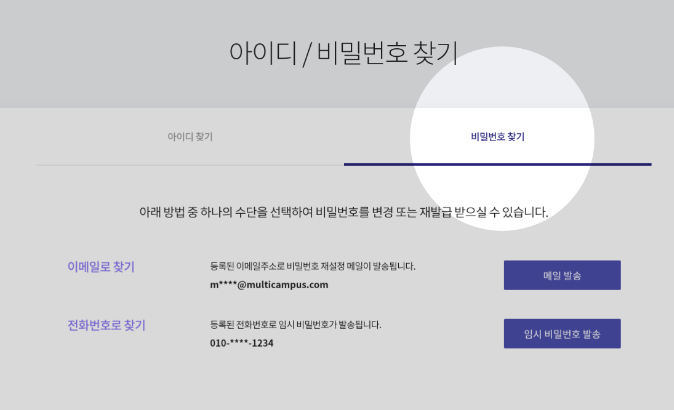 아이디 / 비밀번호 찾기
아이디 찾기
비밀번호 찾기
아래 방법 중 하나의 수단을 선택하여 비밀번호를 변경 또는 재발급 받으실 수 있습니다.
이메일로 찾기
등록된 이메일주소로 비밀번호 재설정 메일이 발송됩니다.
m****@multicampus.com
메일 발송
전화번호로 찾기
등록된 전화번호로 임시 비밀번호가 발송됩니다.
010-****-1234
임시 비밀번호 발송